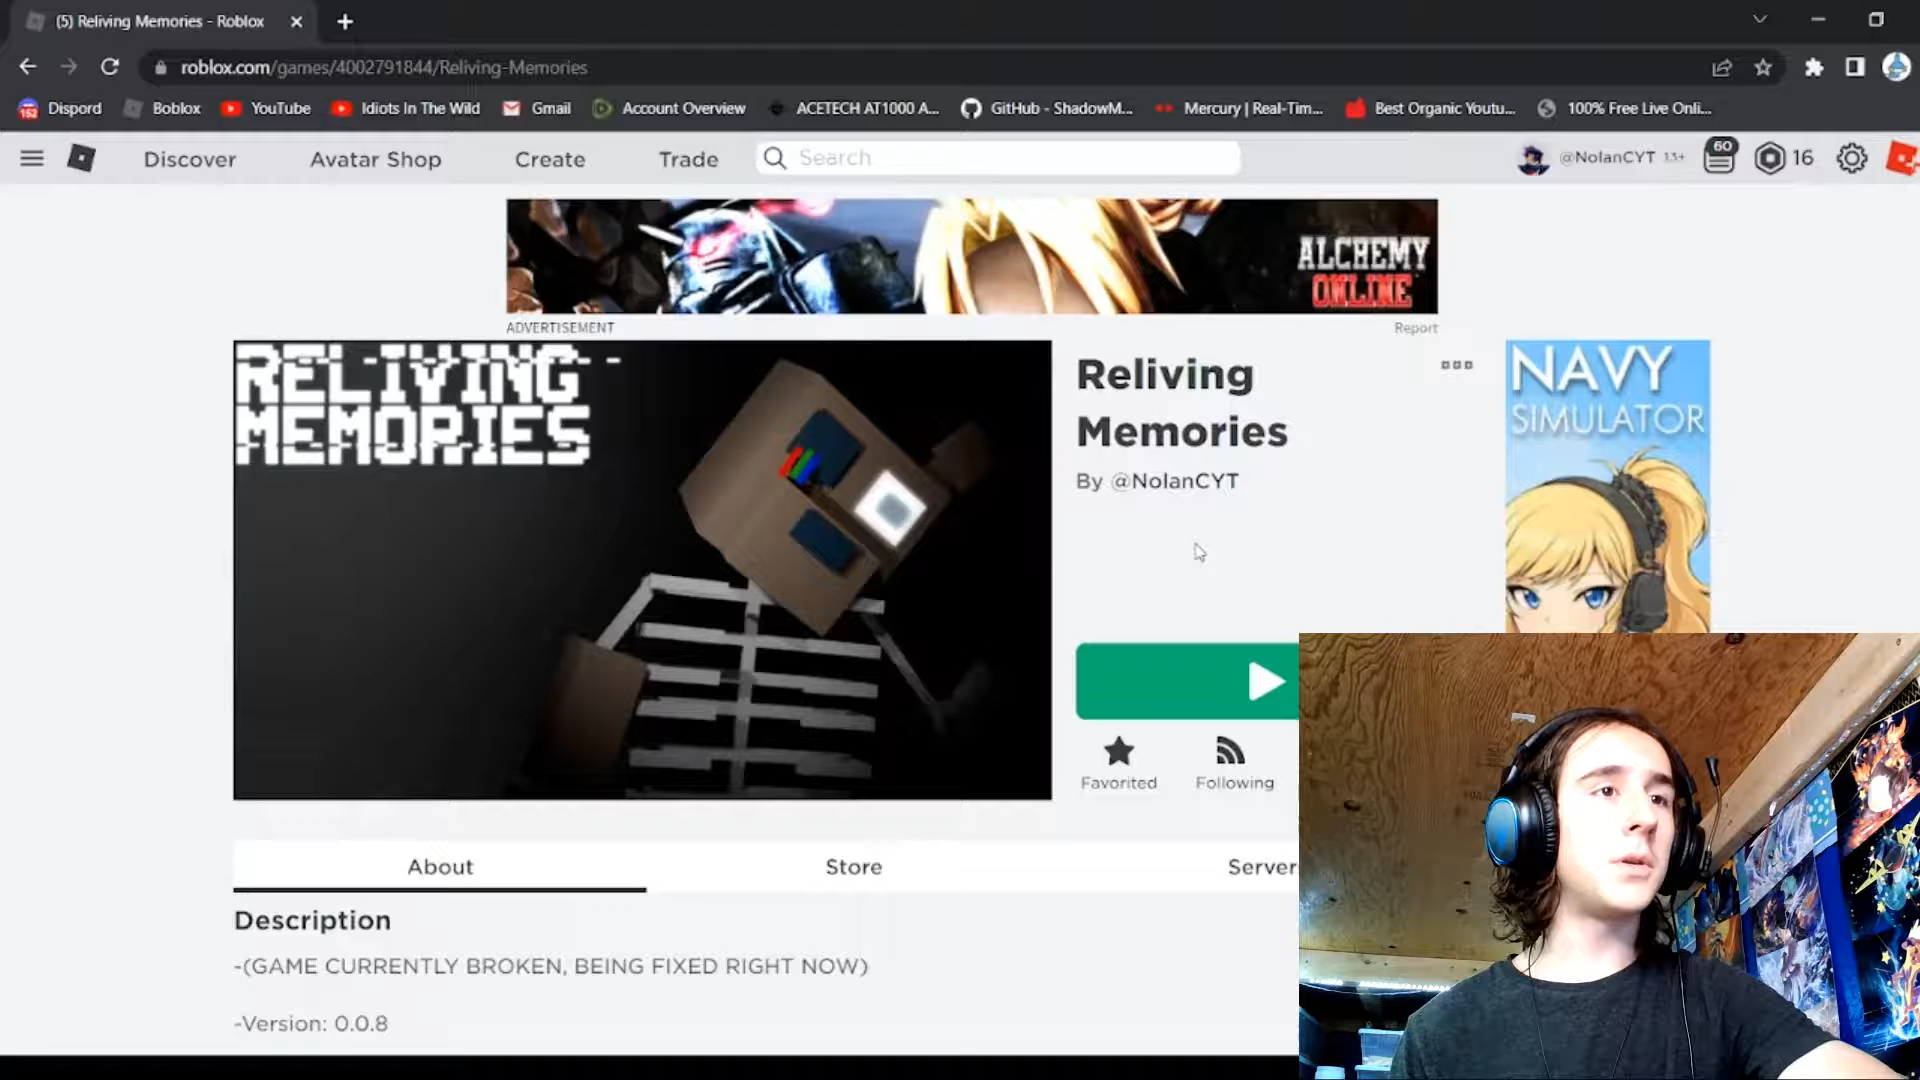 (5) Reliving Memories - Roblox
roblox.com/games/4002791844/Reliving-Memories
152 Dispord Boblox YouTube Idiots In The Wild Gmail Account Overview ACETECH AT1000 A... GitHub - ShadowM... Mercury | Real-Tim... Best Organic Youtu... 100% Free Live Onli...
Discover Avatar Shop Create Trade Search @NolanCYT 13+ 60 16
ALCHEMY
ONLINE
ADVERTISEMENT Report
RELIVING
MEMORIES
Reliving
Memories
By @NolanCYT
NAVY
SIMULATOR
Favorited Following
About Store Server
Description
-(GAME CURRENTLY BROKEN, BEING FIXED RIGHT NOW)
-Version: 0.0.8